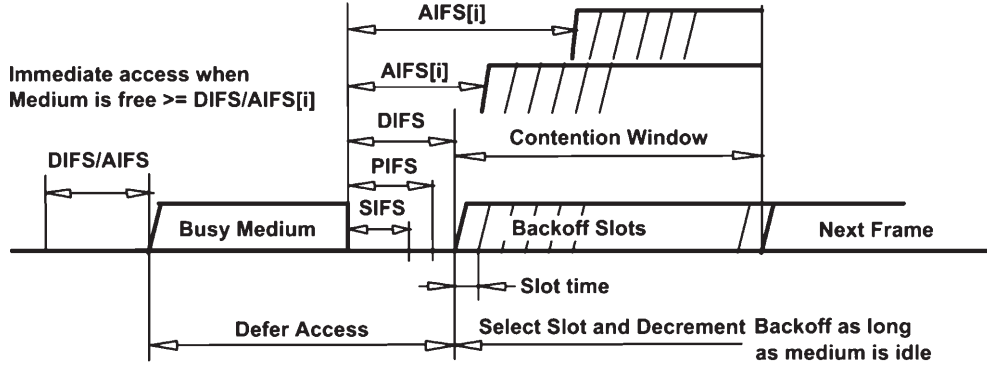 AIFS[i]
Immediate access when
Medium is free >= DIFS/AIFS[i]
AIFS[i]
DIFS
Contention Window
DIFS/AIFS
PIFS
SIFS
Busy Medium
Backoff Slots
Next Frame
Slot time
Defer Access
Select Slot and Decrement Backoff as long
as medium is idle